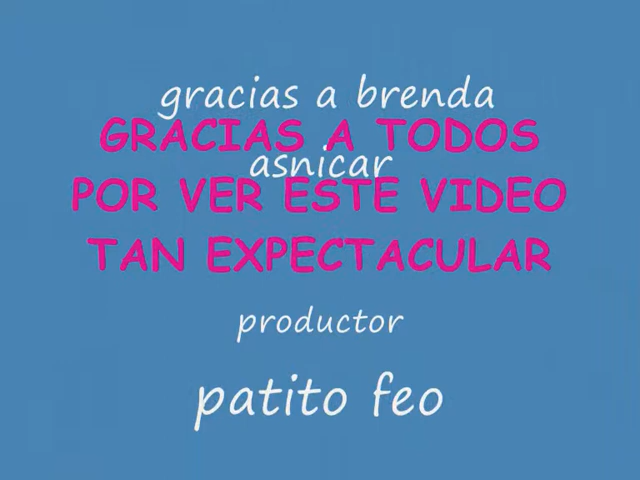 gracias a brenda
GRACIAS A TODOS
asnicar
POR VER ESTE VIDEO
TAN EXPECTACULAR
productor
patito feo